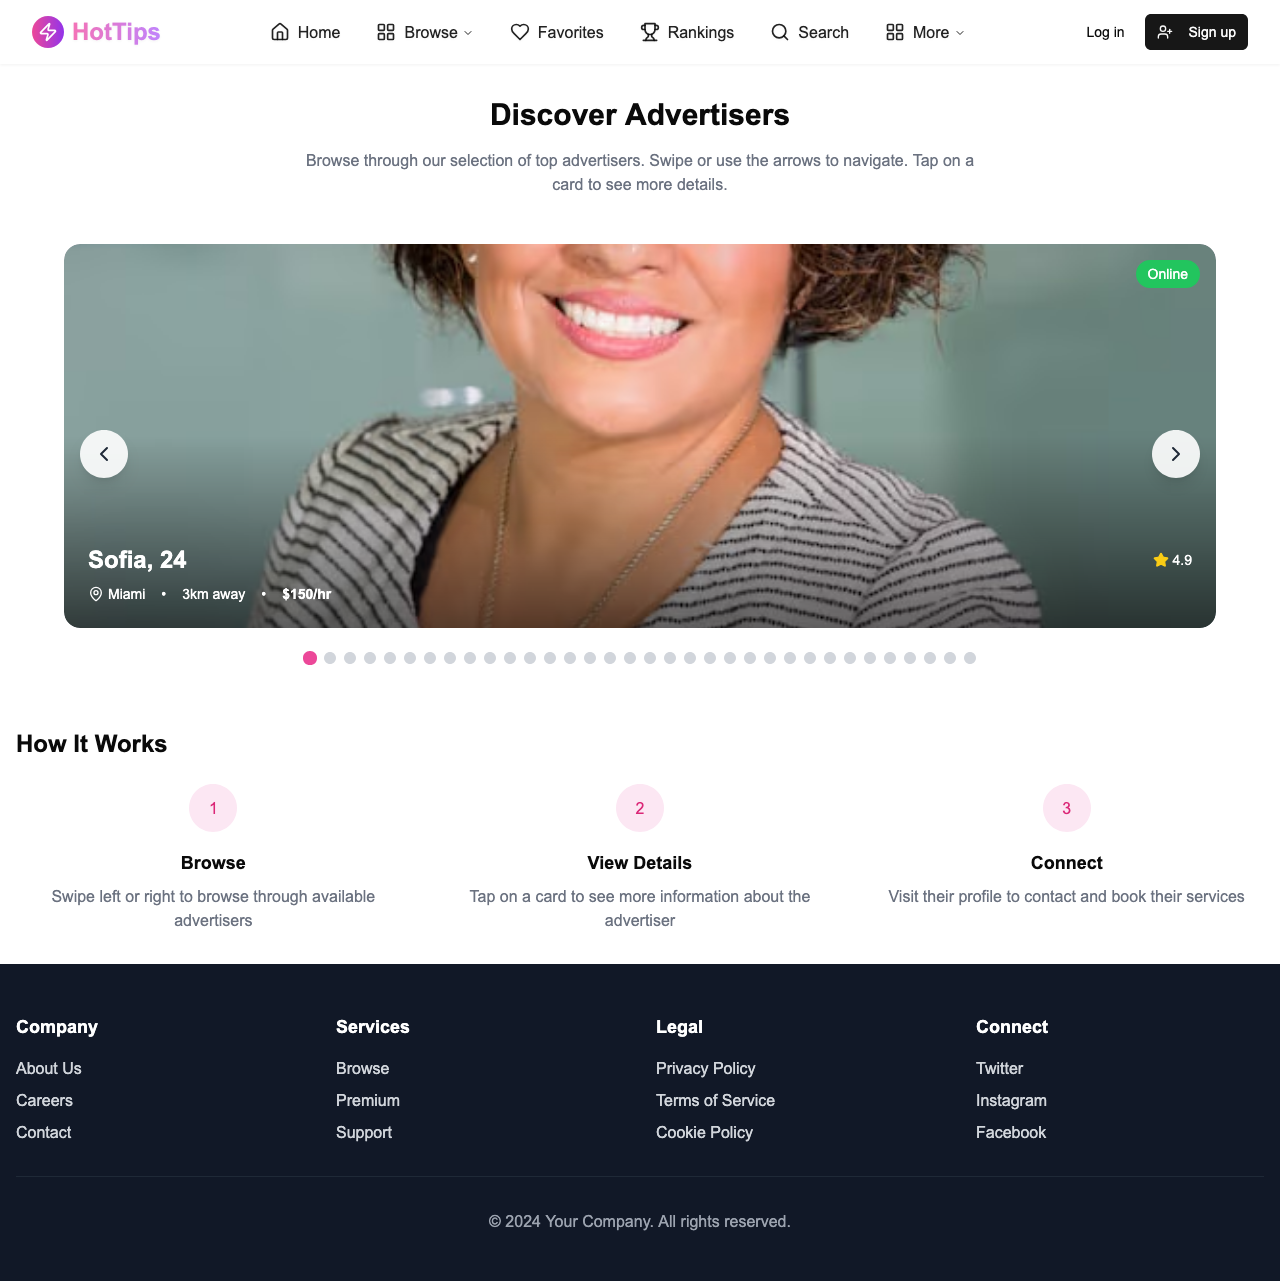 HotTips
Home
Browse
Favorites
Rankings
Search
More
Log in
Sign up
Discover Advertisers
Browse through our selection of top advertisers. Swipe or use the arrows to navigate. Tap on a
card to see more details.
Online
Sofia, 24
4.9
Miami • 3km away • $150/hr
How It Works
1
2
3
Browse
View Details
Connect
Swipe left or right to browse through available
advertisers
Tap on a card to see more information about the
advertiser
Visit their profile to contact and book their services
Company
About Us
Careers
Contact
Services
Browse
Premium
Support
Legal
Privacy Policy
Terms of Service
Cookie Policy
Connect
Twitter
Instagram
Facebook
© 2024 Your Company. All rights reserved.